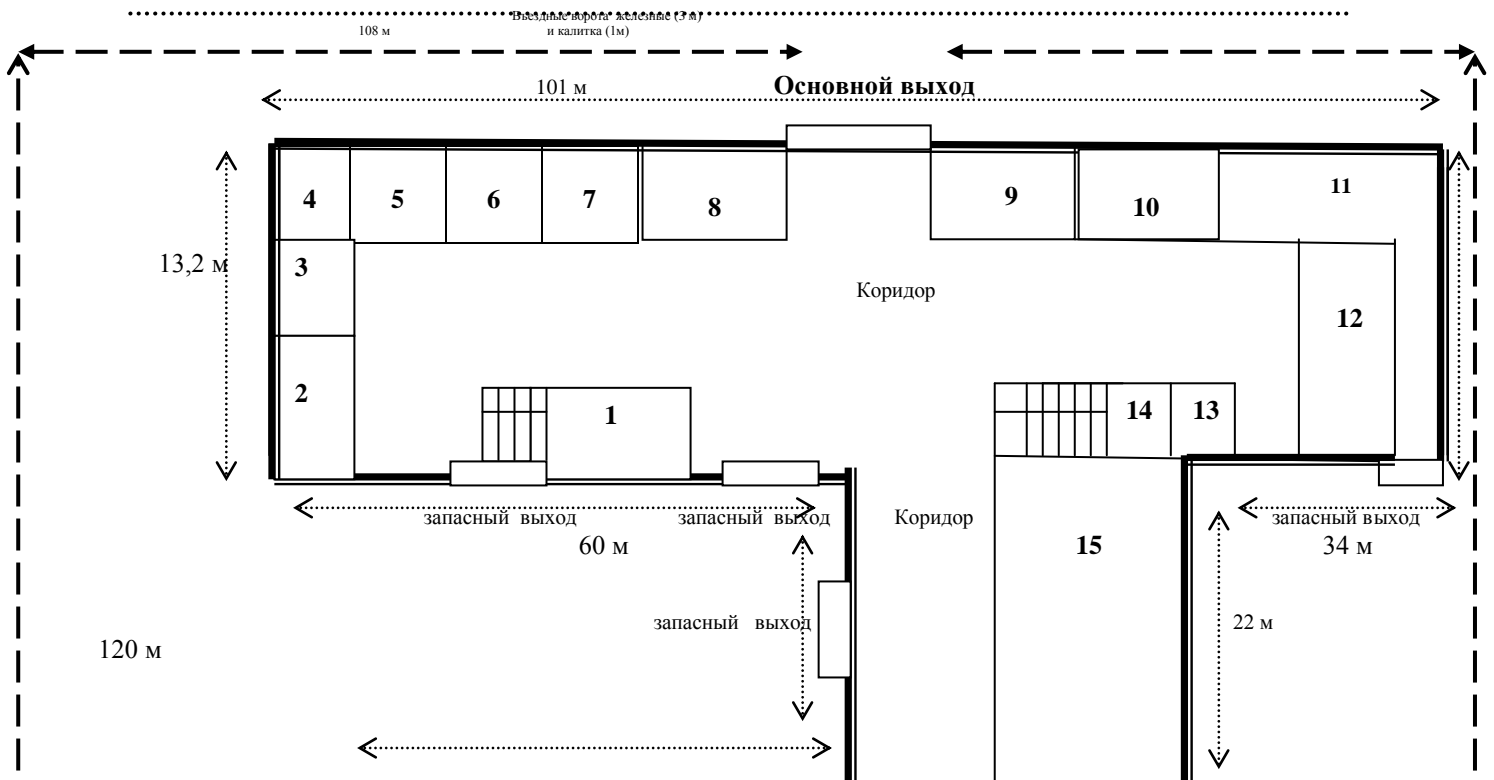 Въездные ворота железные (3 м)
108 м и калитка (1м)
101 м Основной выход
4 5 6 7 8 9 10 11
13,2 м 3
Коридор
12
2 1 14 13
запасный выход запасный выход Коридор запасный выход
60 м 15 34 м
запасный выход 22 м
120 м